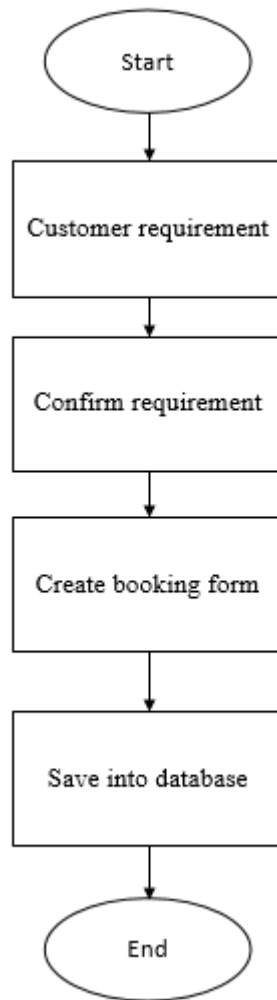 Start
Customer requirement
Confirm requirement
Create booking form
Save into database
End